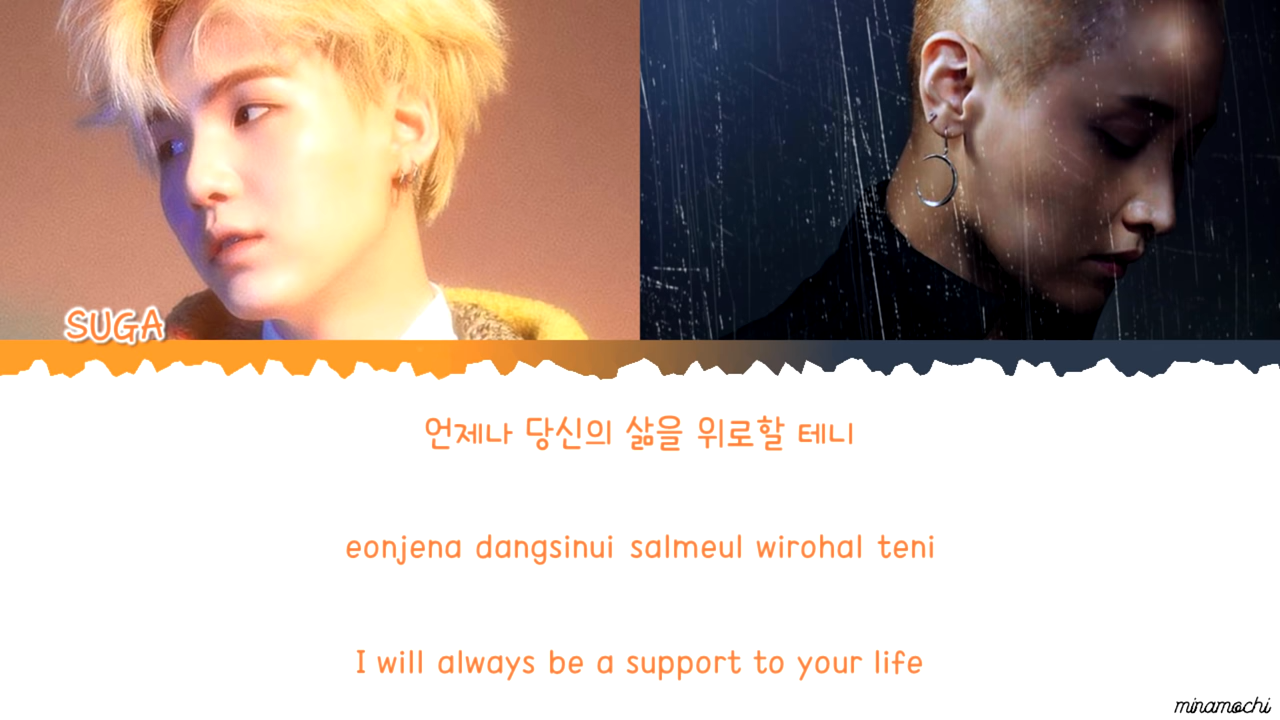 SUGA
언제나 당신의 삶을 위로할 테니
eonjena dangsinui salmeul wirohal teni
I will always be a support to your life
minamochi